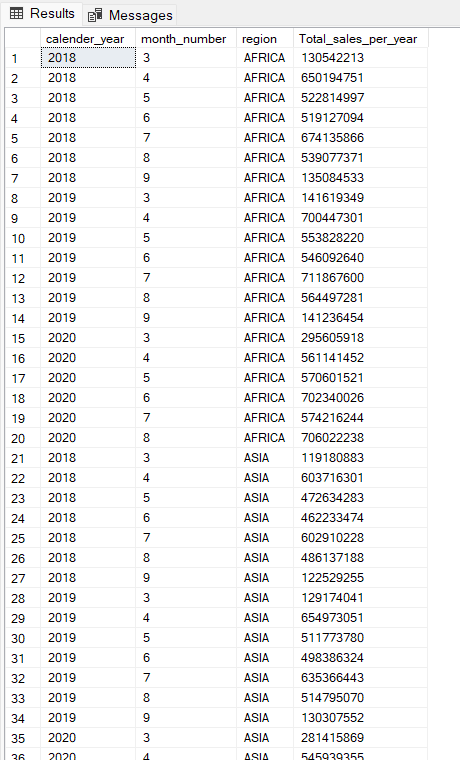 Results Messages
calender_year month_number region Total_sales_per_year
1 2018 3 AFRICA 130542213
2 2018 4 AFRICA 650194751
3 2018 5 AFRICA 522814997
4 2018 6 AFRICA 519127094
5 2018 7 AFRICA 674135866
6 2018 8 AFRICA 539077371
7 2018 9 AFRICA 135084533
8 2019 3 AFRICA 141619349
9 2019 4 AFRICA 700447301
10 2019 5 AFRICA 553828220
11 2019 6 AFRICA 546092640
12 2019 7 AFRICA 711867600
13 2019 8 AFRICA 564497281
14 2019 9 AFRICA 141236454
15 2020 3 AFRICA 295605918
16 2020 4 AFRICA 561141452
17 2020 5 AFRICA 570601521
18 2020 6 AFRICA 702340026
19 2020 7 AFRICA 574216244
20 2020 8 AFRICA 706022238
21 2018 3 ASIA 119180883
22 2018 4 ASIA 603716301
23 2018 5 ASIA 472634283
24 2018 6 ASIA 462233474
25 2018 7 ASIA 602910228
26 2018 8 ASIA 486137188
27 2018 9 ASIA 122529255
28 2019 3 ASIA 129174041
29 2019 4 ASIA 654973051
30 2019 5 ASIA 511773780
31 2019 6 ASIA 498386324
32 2019 7 ASIA 635366443
33 2019 8 ASIA 514795070
34 2019 9 ASIA 130307552
35 2020 3 ASIA 281415869
36 2020 4 ASIA 545939355